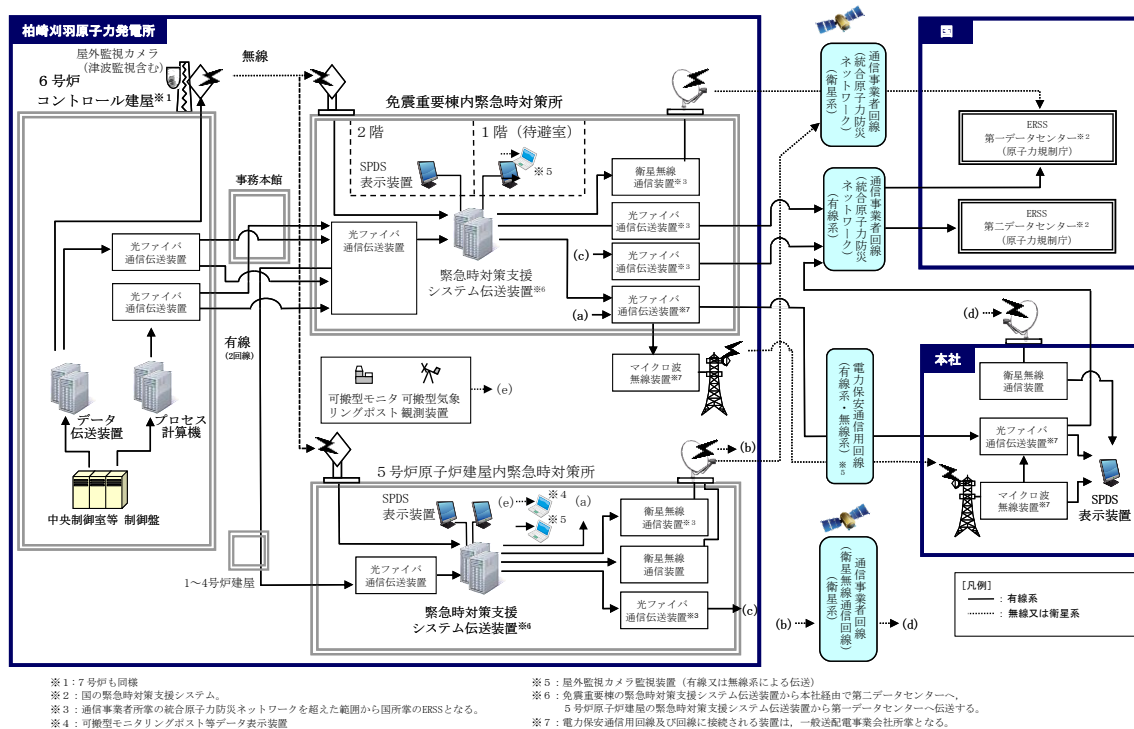 柏崎刈羽原子力発電所
屋外監視カメラ
(津波監視含む)
6号炉
コントロール建屋※1
無線
免震重要棟内緊急時対策所
2階
1階(待避室)
SPDS
表示装置
※5
衛星無線
通信装置※3
事務本館
光ファイバ
通信伝送装置
光ファイバ
通信伝送装置
光ファイバ
通信伝送装置
緊急時対策支援
システム伝送装置※6
光ファイバ
通信伝送装置※3
(c)
光ファイバ
通信伝送装置※3
(a)
光ファイバ
通信伝送装置※7
有線
(2回線)
マイクロ波
無線装置※7
可搬型モニタ
リングポスト
可搬型気象
観測装置
(e)
データ
伝送装置
プロセス
計算機
中央制御室等 制御盤
1~4号炉建屋
5号炉原子炉建屋内緊急時対策所
SPDS
表示装置
(e)
※4
※5
(a)
(b)
衛星無線
通信装置※3
衛星無線
通信装置
光ファイバ
通信伝送装置※3
(c)
光ファイバ
通信伝送装置
緊急時対策支援
システム伝送装置※6
通信事業者回線
(統合原子力防災
ネットワーク)
(衛星系)
通信事業者回線
(統合原子力防災
ネットワーク)
(有線系)
電力保安通信用回線
(有線系・無線系)
※5
通信事業者回線
(衛星無線通信回線)
(衛星系)
(b)
(d)
国
ERSS
第一データセンター※2
(原子力規制庁)
ERSS
第二データセンター※2
(原子力規制庁)
(d)
本社
衛星無線
通信装置
光ファイバ
通信伝送装置※7
マイクロ波
無線装置※7
SPDS
表示装置
[凡例]
:有線系
:無線又は衛星系
※1:7号炉も同様
※2:国の緊急時対策支援システム。
※3:通信事業者所掌の統合原子力防災ネットワークを超えた範囲から国所掌のERSSとなる。
※4:可搬型モニタリングポスト等データ表示装置
※5:屋外監視カメラ監視装置(有線又は無線系による伝送)
※6:免震重要棟の緊急時対策支援システム伝送装置から本社経由で第二データセンターへ,
5号炉原子炉建屋の緊急時対策支援システム伝送装置から第一データセンターへ伝送する。
※7:電力保安通信用回線及び回線に接続される装置は,一般送配電事業会社所掌となる。